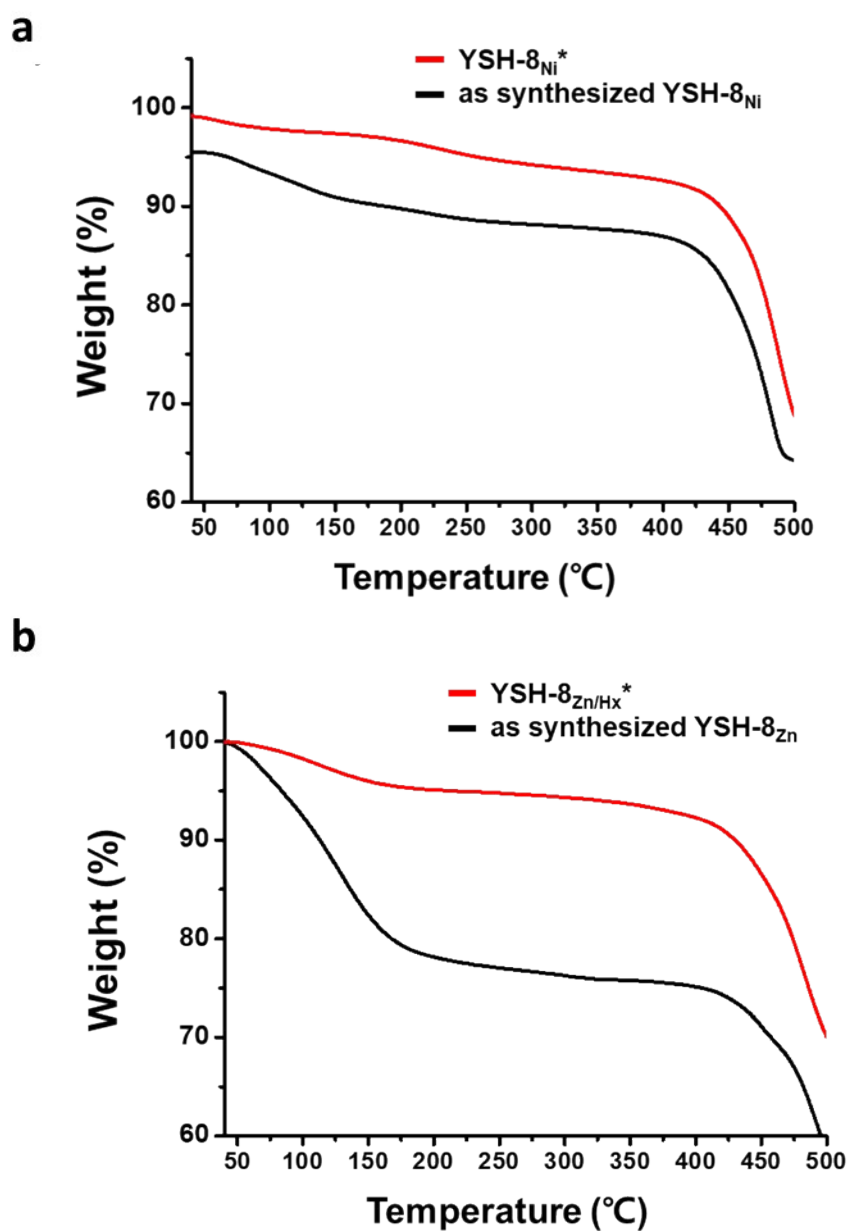 a
YSH-8Ni*
as synthesized YSH-8Ni
100
90
80
70
60
Weight (%)
50 100 150 200 250 300 350 400 450 500
Temperature (℃)
b
YSH-8Zn/Hx*
as synthesized YSH-8Zn
100
90
80
70
60
Weight (%)
50 100 150 200 250 300 350 400 450 500
Temperature (℃)